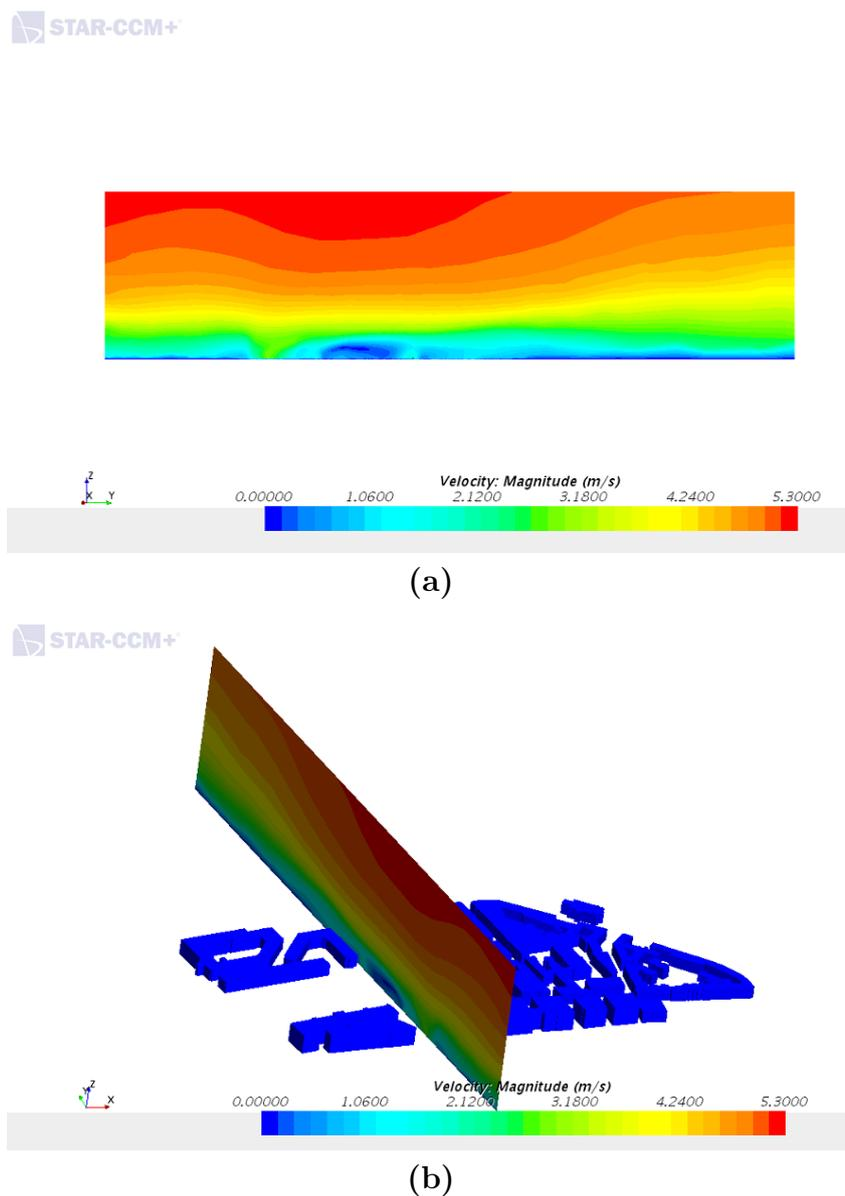 STAR-CCM+
Z
X Y
Velocity: Magnitude (m/s)
0.00000 1.0600 2.1200 3.1800 4.2400 5.3000
(a)
STAR-CCM+
Y Z
X
Velocity: Magnitude (m/s)
0.00000 1.0600 2.1200 3.1800 4.2400 5.3000
(b)